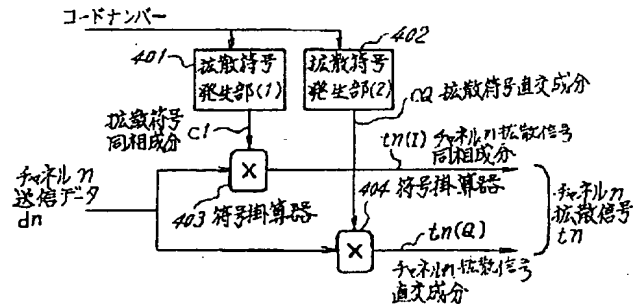 コードナンバー
401
402
拡散符号
発生部(1)
拡散符号
発生部(2)
CQ 拡散符号直交成分
拡散符号
同相成分
CI
tn(I) チャネルn拡散信号
同相成分
チャネルn
送信データ
dn
×
403 符号掛算器
404 符号掛算器
×
tn(Q)
チャネルn拡散信号
直交成分
チャネルn
拡散信号
tn